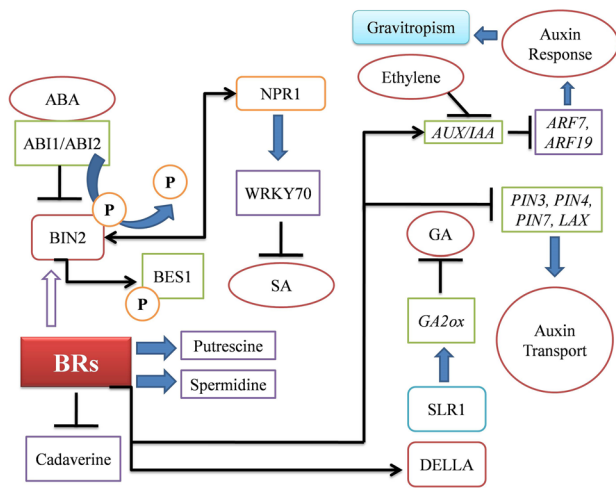 Gravitropism
Auxin
Response
Ethylene
ABA
ABI1/ABI2
NPR1
AUX/IAA
ARF7,
ARF19
P
P
WRKY70
PIN3, PIN4,
PIN7, LAX
BIN2
GA
BES1
P
SA
GA2ox
Auxin
Transport
BRs
Putrescine
Spermidine
SLR1
Cadaverine
DELLA